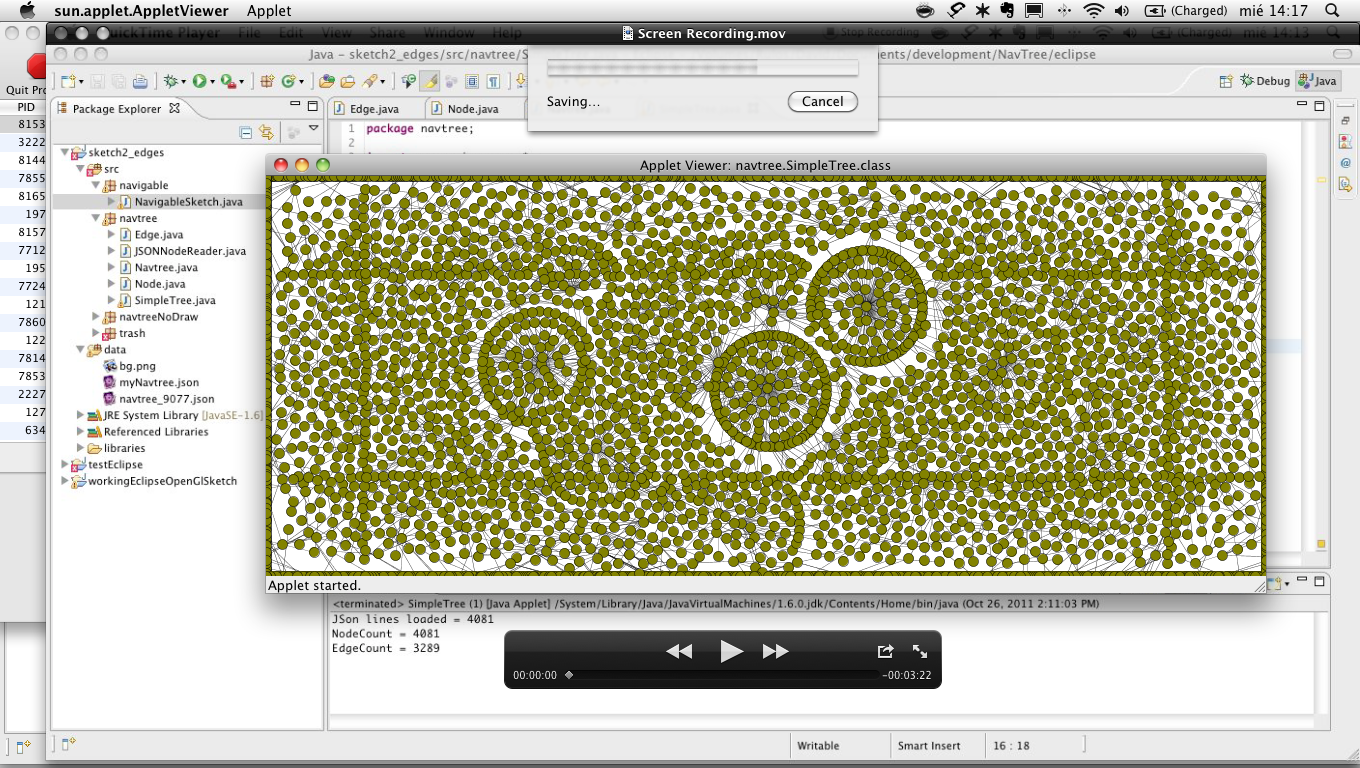 sun.applet.AppletViewer Applet (Charged) mié 14:17
QuickTime Player File Edit View Share Window Help
Screen Recording.mov
Stop Recording
Java – sketch2_edges/src/navtree/S
ments/development/NavTree/eclipse
Saving...
Cancel
Quit Pro
Debug Java
PID
8153
3222
8144
7855
8165
197
8157
7712
195
7724
121
7860
122
7814
7853
2227
127
634
Package Explorer
sketch2_edges
src
navigable
NavigableSketch.java
navtree
Edge.java
JSONNodeReader.java
Navtree.java
Node.java
SimpleTree.java
navtreeNoDraw
trash
data
bg.png
myNavtree.json
navtree_9077.json
JRE System Library [JavaSE-1.6]
Referenced Libraries
libraries
testEclipse
workingEclipseOpenGlSketch
Edge.java Node.java
1 package navtree;
2
Applet Viewer: navtree.SimpleTree.class
Applet started.
<terminated> SimpleTree (1) [Java Applet] /System/Library/Java/JavaVirtualMachines/1.6.0.jdk/Contents/Home/bin/java (Oct 26, 2011 2:11:03 PM)
JSon lines loaded = 4081
NodeCount = 4081
EdgeCount = 3289
00:00:00 -00:03:22
Writable Smart Insert 16 : 18